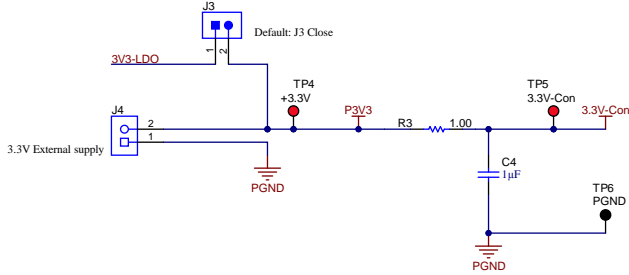 J3
1
2
Default: J3 Close
3V3-LDO
TP4
+3.3V
P3V3
TP5
3.3V-Con
3.3V-Con
J4
2
1
3.3V External supply
R3
1.00
PGND
C4
1µF
TP6
PGND
PGND